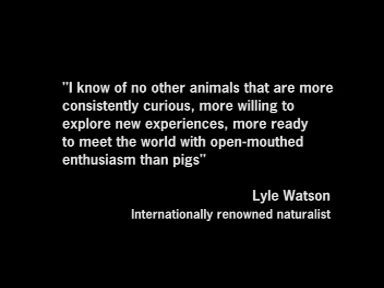 ”I know of no other animals that are more
consistently curious, more willing to
explore new experiences, more ready
to meet the world with open-mouthed
enthusiasm than pigs”
Lyle Watson
Internationally renowned naturalist